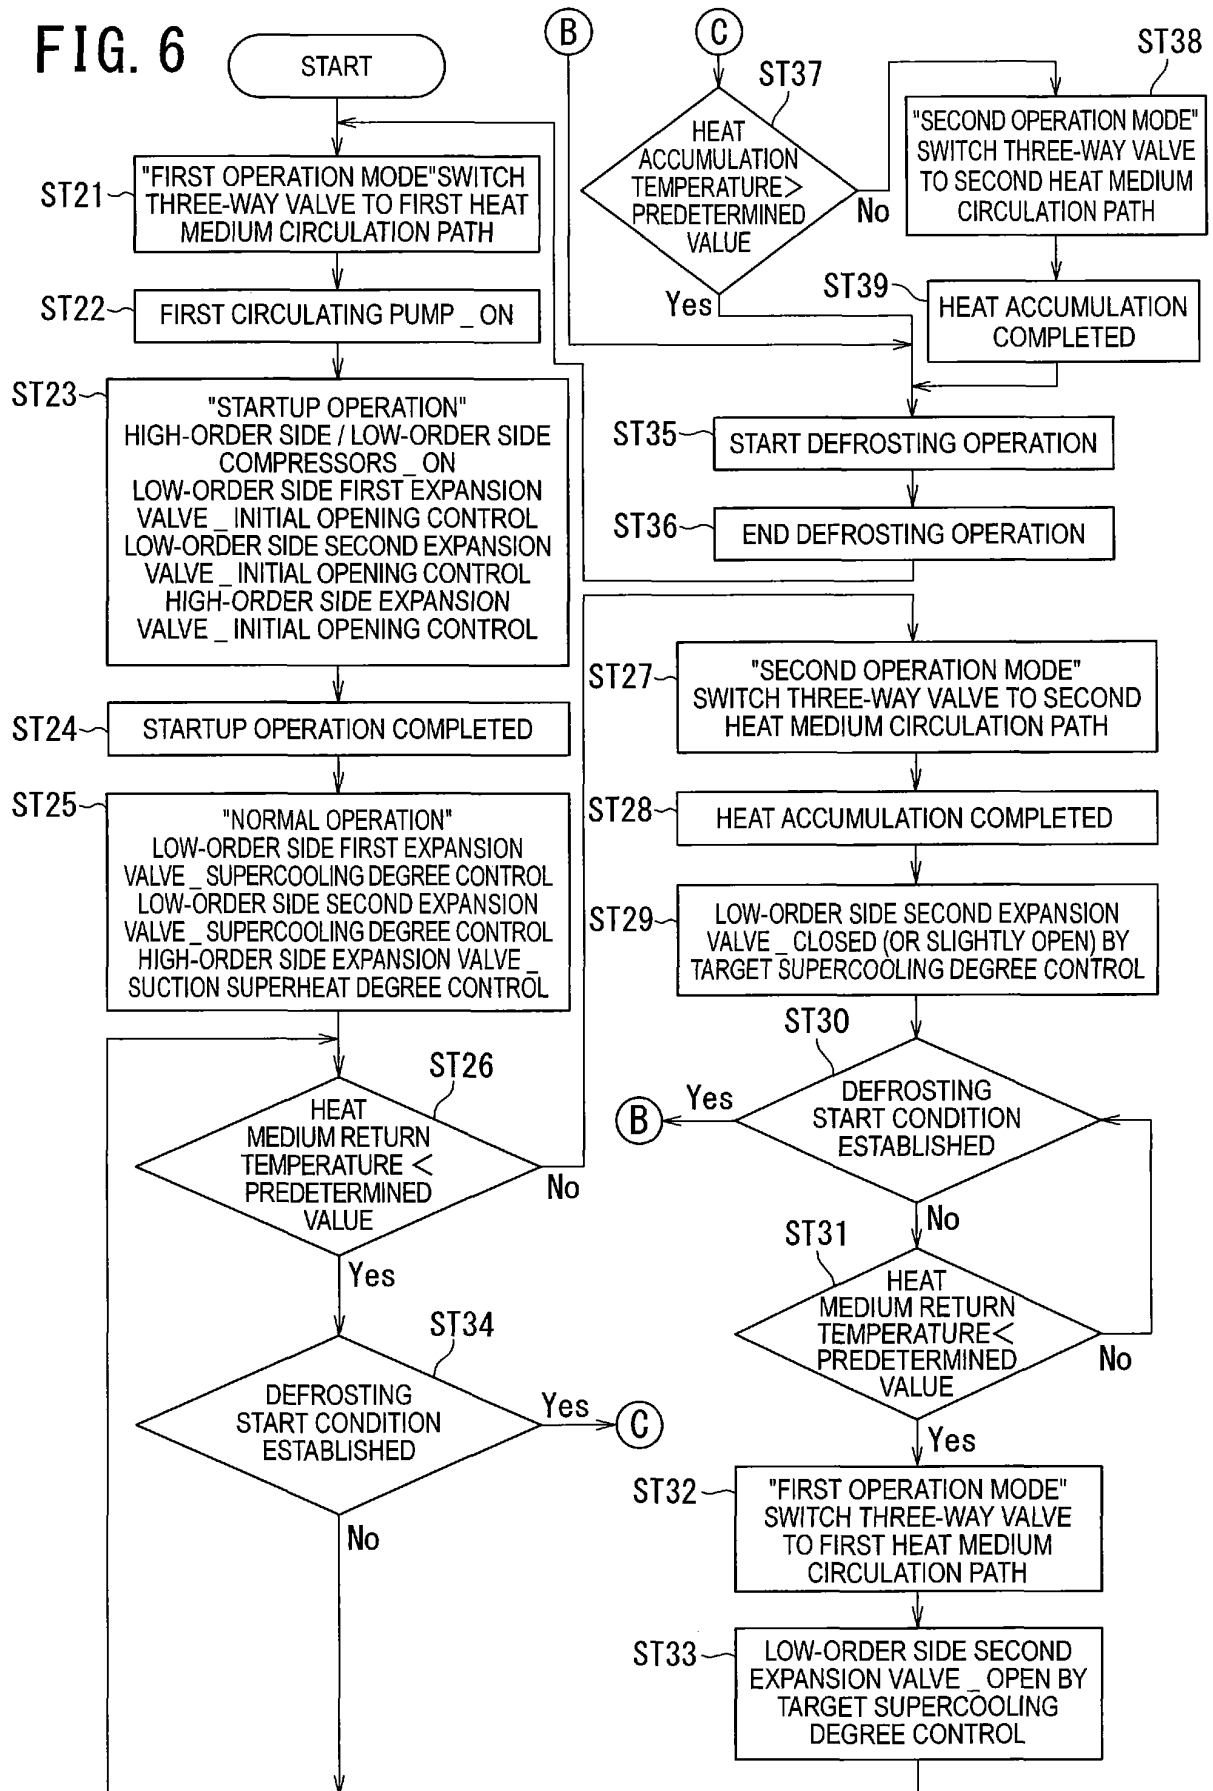 FIG. 6
START
ST21
"FIRST OPERATION MODE"SWITCH
THREE-WAY VALVE TO FIRST HEAT
MEDIUM CIRCULATION PATH
ST22
FIRST CIRCULATING PUMP _ ON
ST23
"STARTUP OPERATION"
HIGH-ORDER SIDE / LOW-ORDER SIDE
COMPRESSORS _ ON
LOW-ORDER SIDE FIRST EXPANSION
VALVE _ INITIAL OPENING CONTROL
LOW-ORDER SIDE SECOND EXPANSION
VALVE _ INITIAL OPENING CONTROL
HIGH-ORDER SIDE EXPANSION
VALVE _ INITIAL OPENING CONTROL
ST24
STARTUP OPERATION COMPLETED
ST25
"NORMAL OPERATION"
LOW-ORDER SIDE FIRST EXPANSION
VALVE _ SUPERCOOLING DEGREE CONTROL
LOW-ORDER SIDE SECOND EXPANSION
VALVE _ SUPERCOOLING DEGREE CONTROL
HIGH-ORDER SIDE EXPANSION VALVE _
SUCTION SUPERHEAT DEGREE CONTROL
ST26
HEAT
MEDIUM RETURN
TEMPERATURE <
PREDETERMINED
VALUE
No
Yes
ST34
DEFROSTING
START CONDITION
ESTABLISHED
Yes
C
No
B
C
ST37
HEAT
ACCUMULATION
TEMPERATURE >
PREDETERMINED
VALUE
No
Yes
ST38
"SECOND OPERATION MODE"
SWITCH THREE-WAY VALVE
TO SECOND HEAT MEDIUM
CIRCULATION PATH
ST39
HEAT ACCUMULATION
COMPLETED
ST35
START DEFROSTING OPERATION
ST36
END DEFROSTING OPERATION
ST27
"SECOND OPERATION MODE"
SWITCH THREE-WAY VALVE TO SECOND
HEAT MEDIUM CIRCULATION PATH
ST28
HEAT ACCUMULATION COMPLETED
ST29
LOW-ORDER SIDE SECOND EXPANSION
VALVE _ CLOSED (OR SLIGHTLY OPEN) BY
TARGET SUPERCOOLING DEGREE CONTROL
ST30
DEFROSTING
START CONDITION
ESTABLISHED
Yes
B
No
ST31
HEAT
MEDIUM RETURN
TEMPERATURE <
PREDETERMINED
VALUE
No
Yes
ST32
"FIRST OPERATION MODE"
SWITCH THREE-WAY VALVE
TO FIRST HEAT MEDIUM
CIRCULATION PATH
ST33
LOW-ORDER SIDE SECOND
EXPANSION VALVE _ OPEN BY
TARGET SUPERCOOLING
DEGREE CONTROL